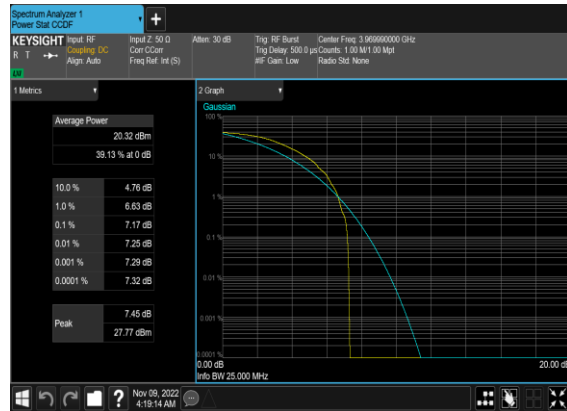 Spectrum Analyzer 1
Power Stat CCDF
KEYSIGHT
R T
LV
Input: RF
Coupling: DC
Align: Auto
Input Z: 50 Ω
Corr CCorr
Freq Ref: Int (S)
Atten: 30 dB
Trig: RF Burst
Trig Delay: 500.0 µs
#IF Gain: Low
Center Freq: 3.969990000 GHz
Counts: 1.00 M/1.00 Mpt
Radio Std: None
1 Metrics
Average Power
20.32 dBm
39.13 % at 0 dB
10.0 % 4.76 dB
1.0 % 6.63 dB
0.1 % 7.17 dB
0.01 % 7.25 dB
0.001 % 7.29 dB
0.0001 % 7.32 dB
Peak
7.45 dB
27.77 dBm
2 Graph
Gaussian
100 %
10 %
1 %
0.1 %
0.01 %
0.001 %
0.0001 %
0.00 dB
20.00 dB
Info BW 25.000 MHz
?
Nov 09, 2022
4:19:14 AM